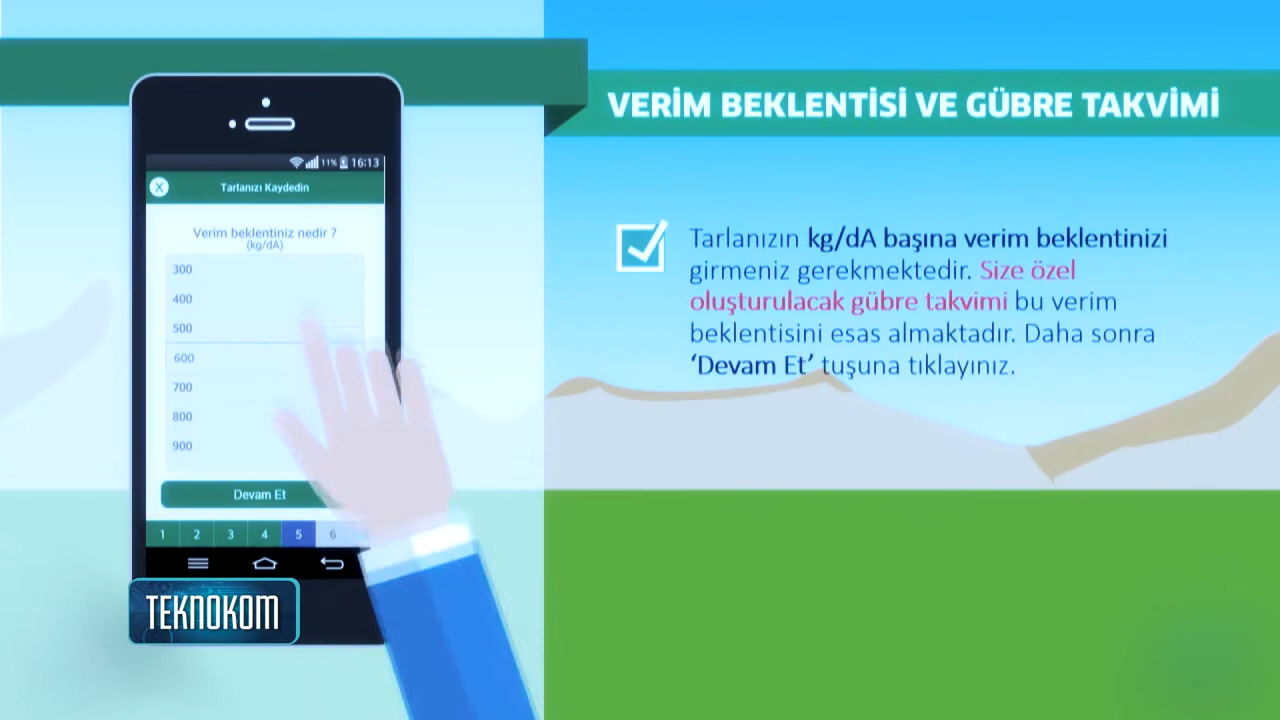 VERİM BEKLENTİSİ VE GÜBRE TAKVİMİ
11% 16:13
X
Tarlanızı Kaydedin
Verim beklentiniz nedir ?
(kg/dA)
300
400
500
600
700
800
900
Devam Et
1 2 3 4 5 6
TEKNOKOM
Tarlanızın kg/dA başına verim beklentinizi
girmeniz gerekmektedir. Size özel
oluşturulacak gübre takvimi bu verim
beklentisini esas almaktadır. Daha sonra
‘Devam Et’ tuşuna tıklayınız.